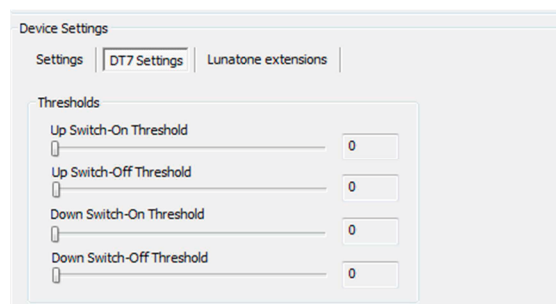 Device Settings
Settings DT7 Settings Lunatone extensions
Thresholds
Up Switch-On Threshold
0
Up Switch-Off Threshold
0
Down Switch-On Threshold
0
Down Switch-Off Threshold
0